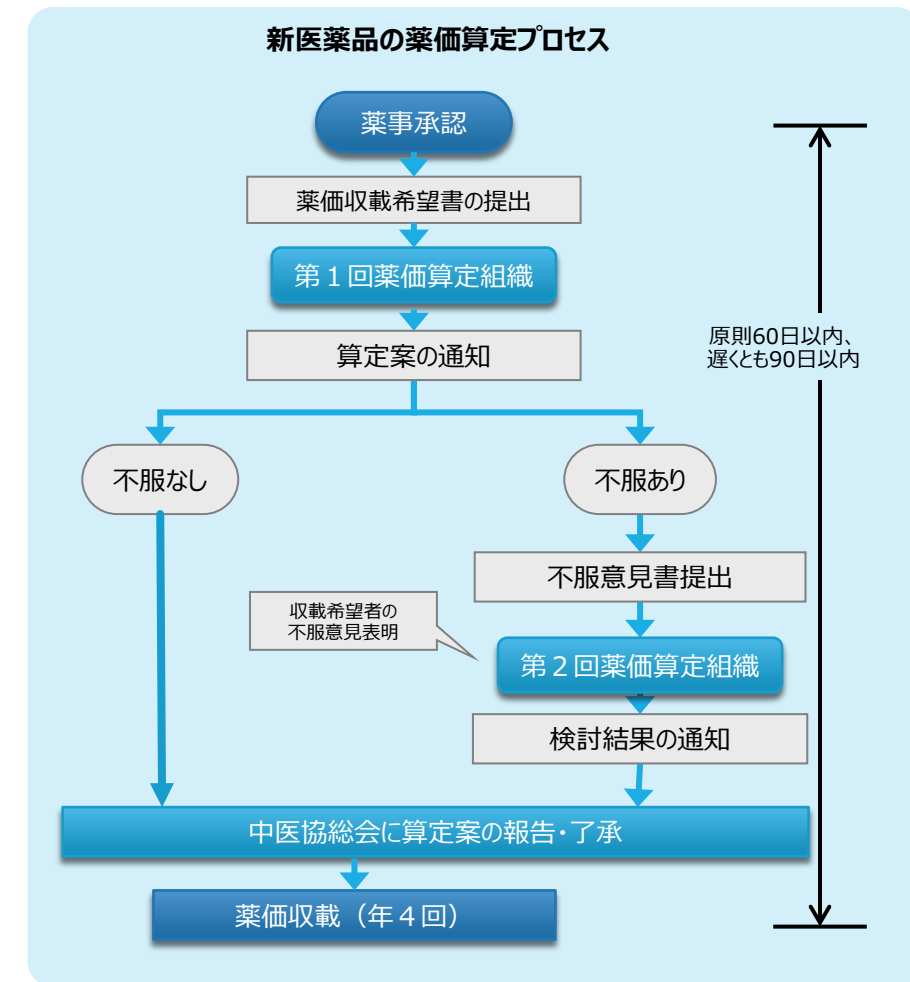 新医薬品の薬価算定プロセス
薬事承認
薬価収載希望書の提出
第１回薬価算定組織
算定案の通知
原則60日以内、
遅くとも90日以内
不服なし
不服あり
不服意見書提出
収載希望者の
不服意見表明
第２回薬価算定組織
検討結果の通知
中医協総会に算定案の報告・了承
薬価収載（年４回）